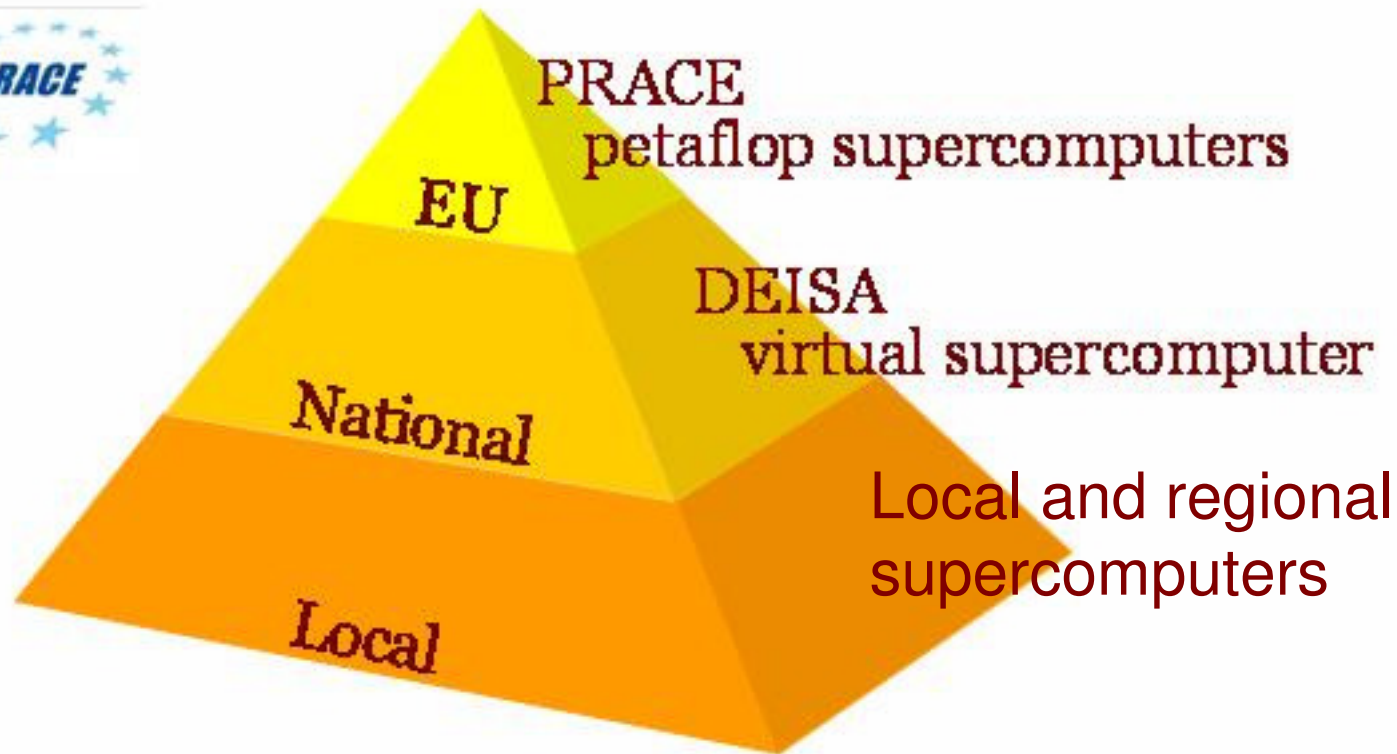 RACE
PRACE
petaflop supercomputers
EU
DEISA
virtual supercomputer
National
Local and regional
supercomputers
Local